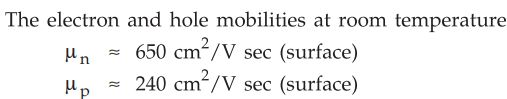 The electron and hole mobilities at room temperature
μn ≈ 650 cm²/V sec (surface)
μp ≈ 240 cm²/V sec (surface)